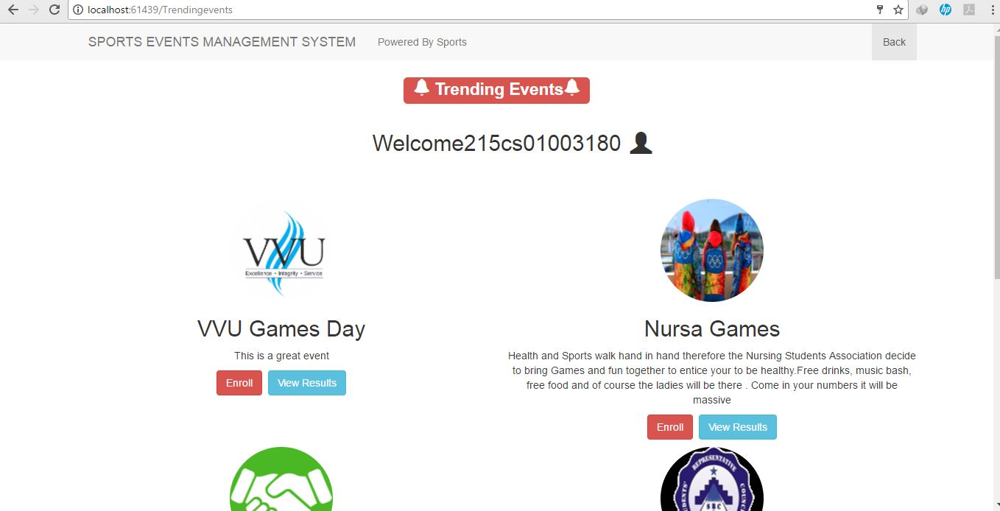 localhost:61439/Trendingevents
hp
SPORTS EVENTS MANAGEMENT SYSTEM
Powered By Sports
Back
Trending Events
Welcome215cs01003180
VVU
Excellence • Integrity • Service
VVU Games Day
This is a great event
Enroll
View Results
Nursa Games
Health and Sports walk hand in hand therefore the Nursing Students Association decide
to bring Games and fun together to entice your to be healthy.Free drinks, music bash,
free food and of course the ladies will be there . Come in your numbers it will be
massive
Enroll
View Results
STUDENTS' REPRESENTATIVE COUNCIL
SRC